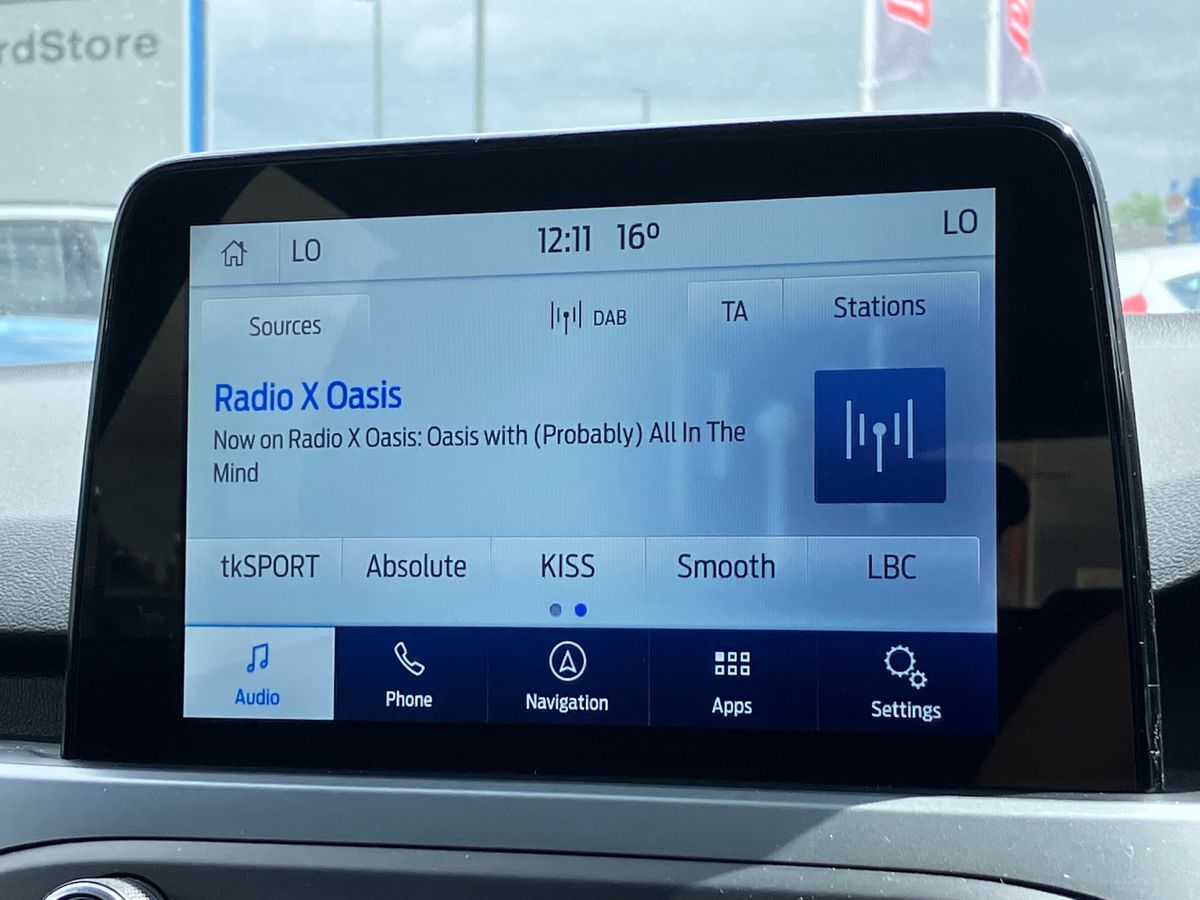 rdStore
LO 12:11 16º LO
Sources DAB TA Stations
Radio X Oasis
Now on Radio X Oasis: Oasis with (Probably) All In The
Mind
tkSPORT Absolute KISS Smooth LBC
Audio Phone Navigation Apps Settings